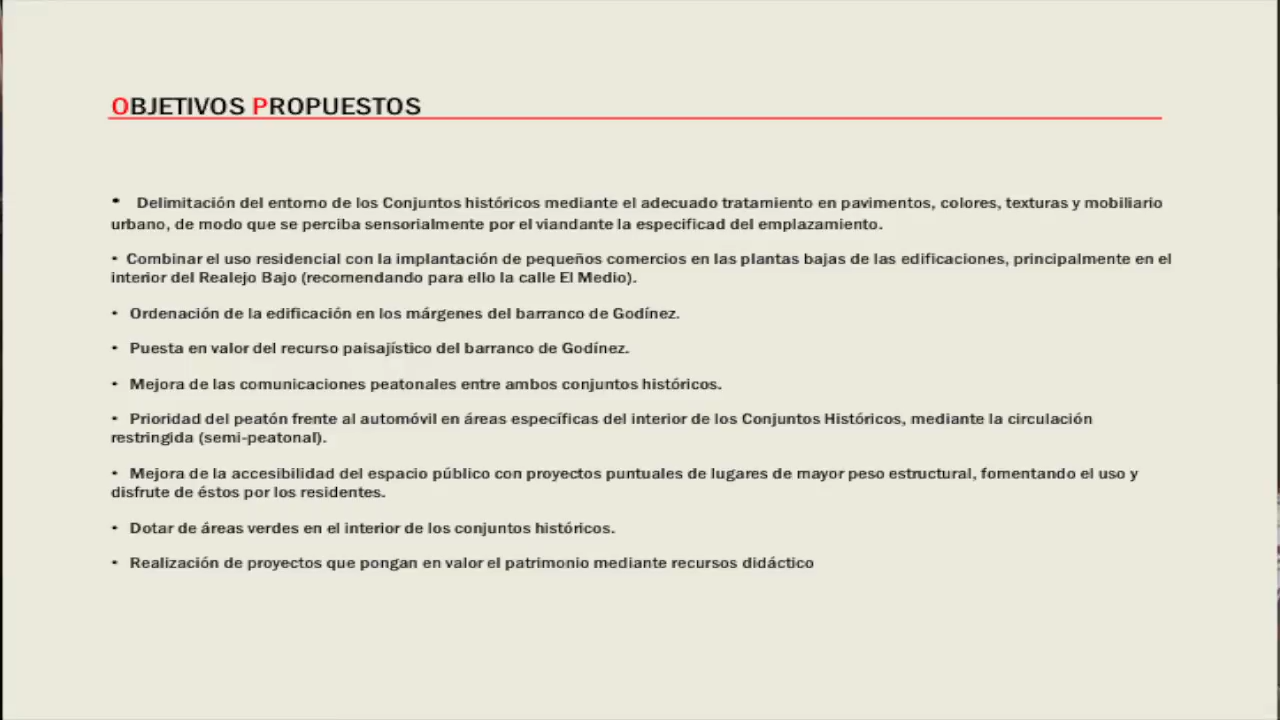 OBJETIVOS PROPUESTOS
• Delimitación del entorno de los Conjuntos históricos mediante el adecuado tratamiento en pavimentos, colores, texturas y mobiliario
urbano, de modo que se perciba sensorialmente por el viandante la especificad del emplazamiento.
• Combinar el uso residencial con la implantación de pequeños comercios en las plantas bajas de las edificaciones, principalmente en el
interior del Realejo Bajo (recomendando para ello la calle El Medio).
• Ordenación de la edificación en los márgenes del barranco de Godínez.
• Puesta en valor del recurso paisajístico del barranco de Godínez.
• Mejora de las comunicaciones peatonales entre ambos conjuntos históricos.
• Prioridad del peatón frente al automóvil en áreas específicas del interior de los Conjuntos Históricos, mediante la circulación
restringida (semi-peatonal).
• Mejora de la accesibilidad del espacio público con proyectos puntuales de lugares de mayor peso estructural, fomentando el uso y
disfrute de éstos por los residentes.
• Dotar de áreas verdes en el interior de los conjuntos históricos.
• Realización de proyectos que pongan en valor el patrimonio mediante recursos didáctico